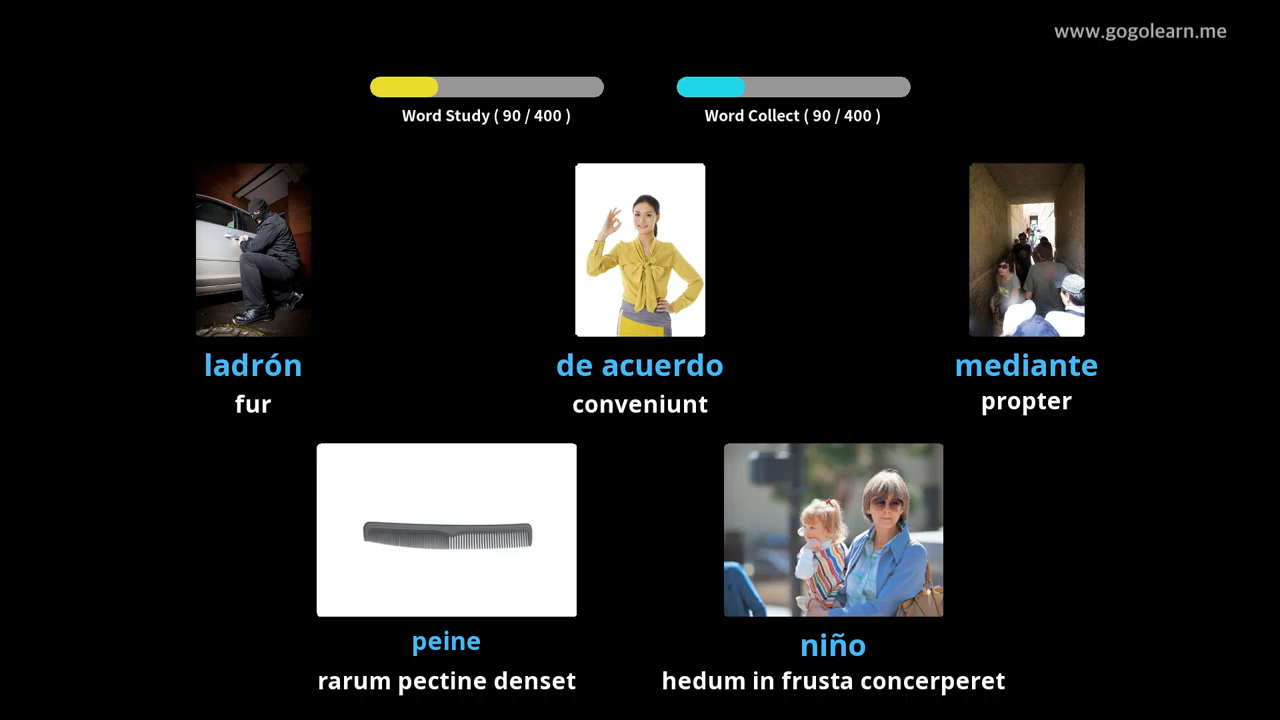 www.gogolearn.me
Word Study ( 90 / 400 )
Word Collect ( 90 / 400 )
ladrón
fur
de acuerdo
conveniunt
mediante
propter
peine
rarum pectine denset
niño
hedum in frusta concerperet